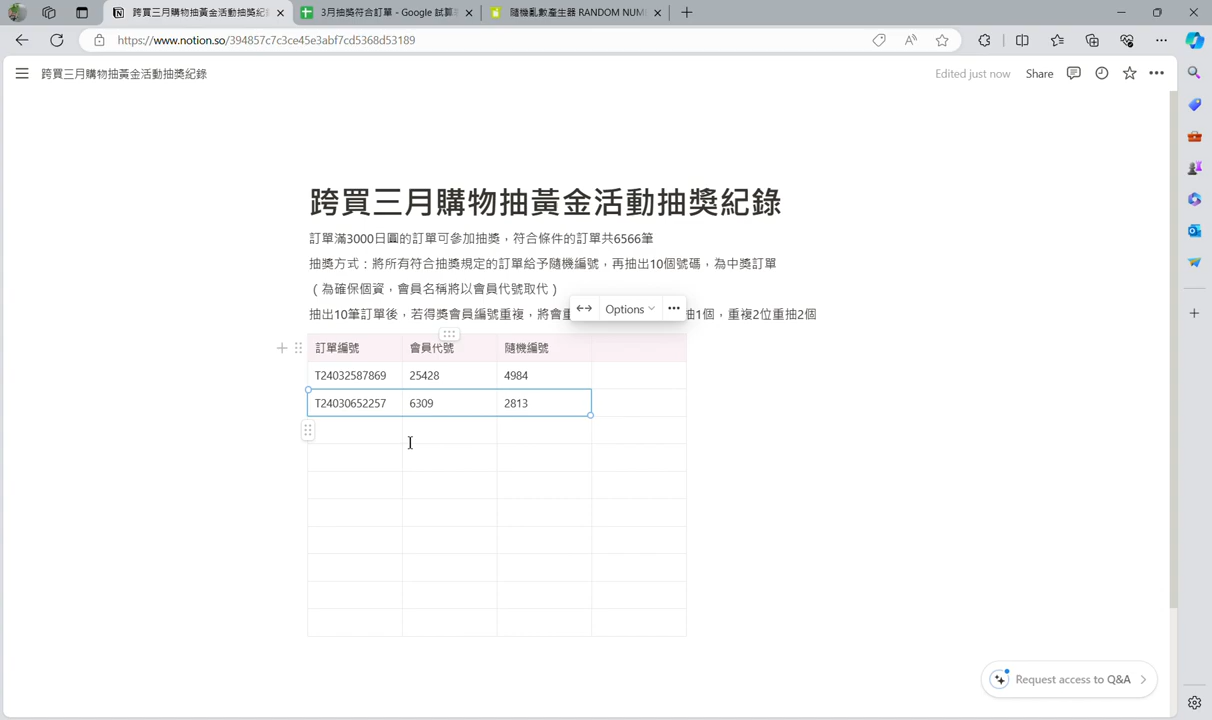 跨買三月購物抽黃金活動抽獎紀
3月抽獎符合訂單 - Google 試算
隨機亂數產生器 RANDOM NUM
https://www.notion.so/394857c7c3ce45e3abf7cd5368d53189
跨買三月購物抽黃金活動抽獎紀錄
Edited just now
Share
跨買三月購物抽黃金活動抽獎紀錄
訂單滿3000日圓的訂單可參加抽獎，符合條件的訂單共6566筆
抽獎方式：將所有符合抽獎規定的訂單給予隨機編號，再抽出10個號碼，為中獎訂單
（為確保個資，會員名稱將以會員代號取代）
Options
抽出10筆訂單後，若得獎會員編號重複，將會重 抽1個，重複2位重抽2個
訂單編號 會員代號 隨機編號
T24032587869 25428 4984
T24030652257 6309 2813
Request access to Q&A